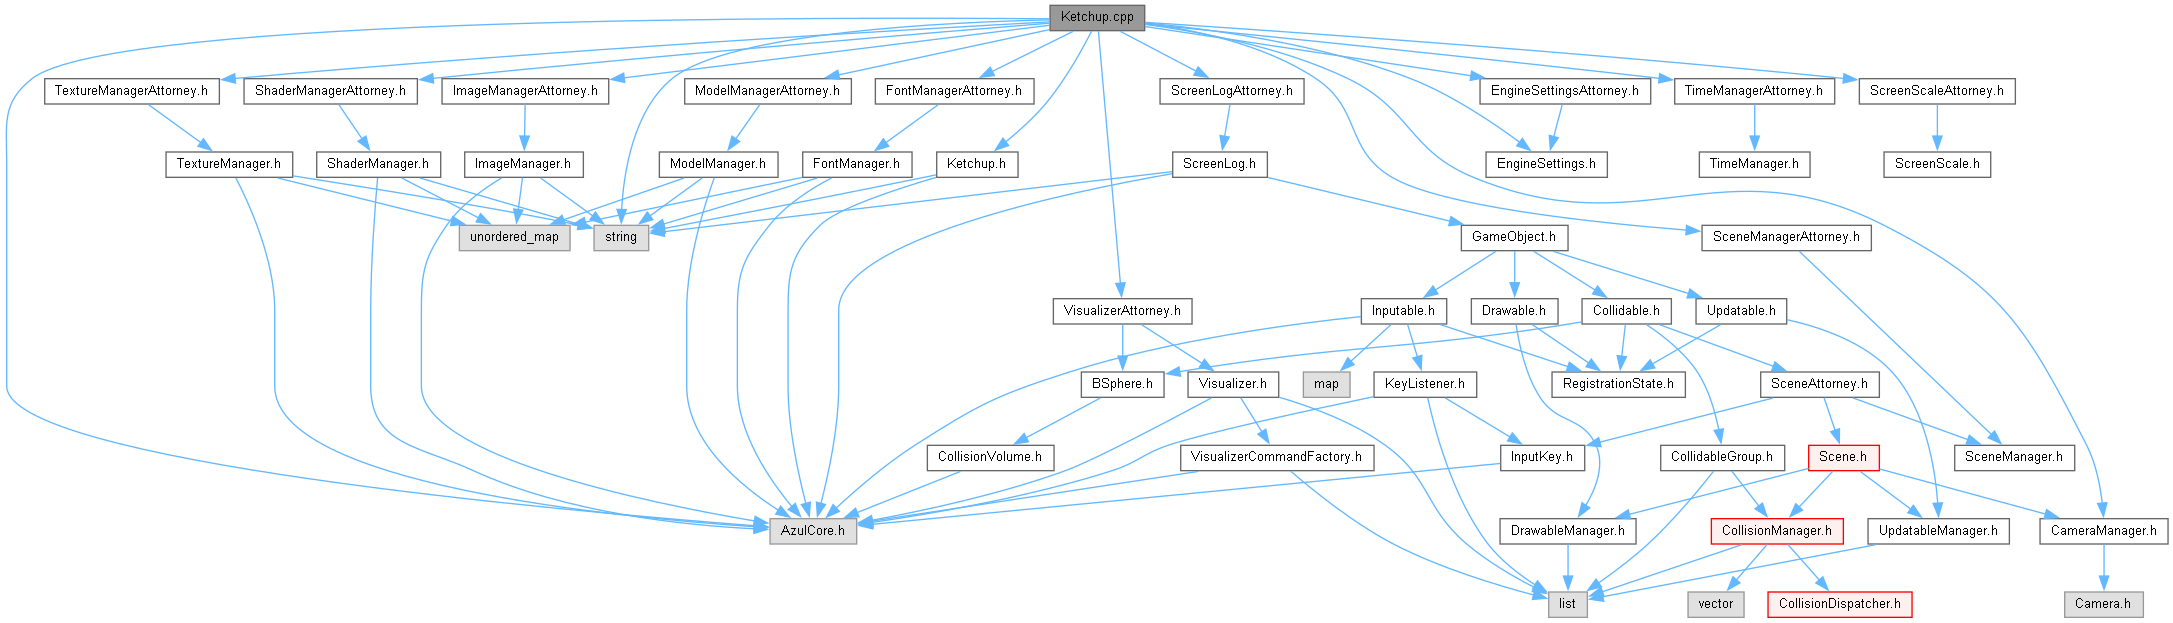 Ketchup.cpp
TextureManagerAttorney.h
ShaderManagerAttorney.h
ImageManagerAttorney.h
ModelManagerAttorney.h
FontManagerAttorney.h
ScreenLogAttorney.h
EngineSettingsAttorney.h
TimeManagerAttorney.h
ScreenScaleAttorney.h
TextureManager.h
ShaderManager.h
ImageManager.h
ModelManager.h
FontManager.h
Ketchup.h
ScreenLog.h
EngineSettings.h
TimeManager.h
ScreenScale.h
unordered_map
string
GameObject.h
SceneManagerAttorney.h
VisualizerAttorney.h
Inputable.h
Drawable.h
Collidable.h
Updatable.h
BSphere.h
Visualizer.h
map
KeyListener.h
RegistrationState.h
SceneAttorney.h
CollisionVolume.h
VisualizerCommandFactory.h
InputKey.h
CollidableGroup.h
Scene.h
SceneManager.h
AzulCore.h
DrawableManager.h
CollisionManager.h
UpdatableManager.h
CameraManager.h
list
vector
CollisionDispatcher.h
Camera.h